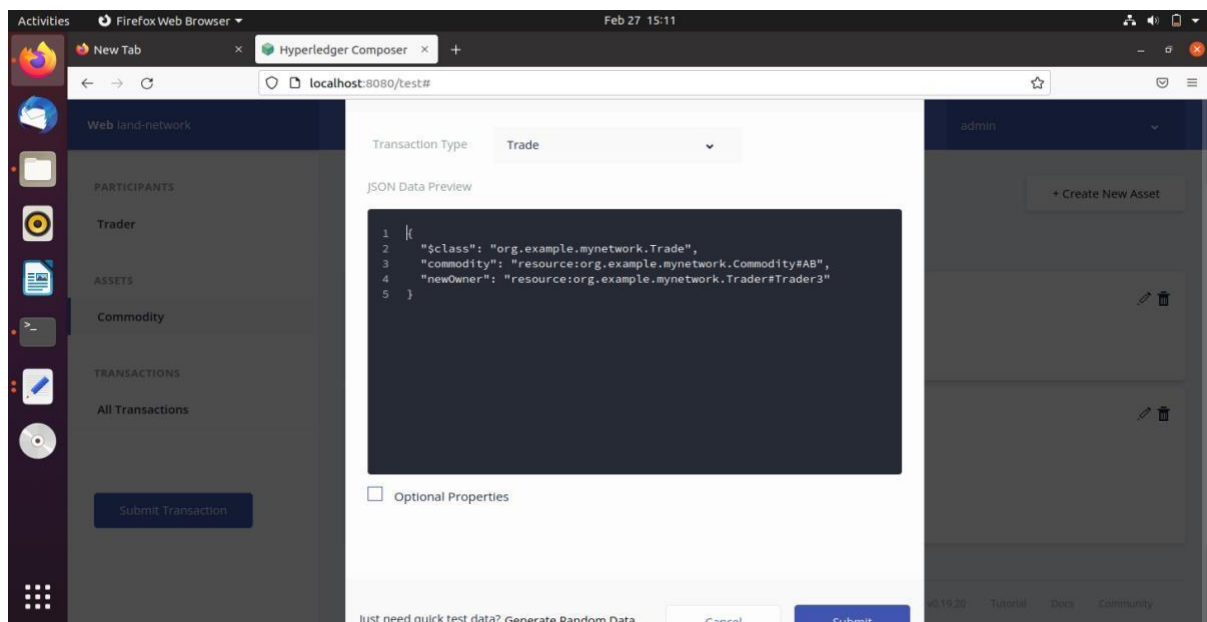 Activities Firefox Web Browser Feb 27 15:11
New Tab × Hyperledger Composer × +
localhost:8080/test#
Web land-network admin
Transaction Type Trade
JSON Data Preview
PARTICIPANTS
+ Create New Asset
Trader
1 {
2 "$class": "org.example.mynetwork.Trade",
3 "commodity": "resource:org.example.mynetwork.Commodity#AB",
4 "newOwner": "resource:org.example.mynetwork.Trader#Trader3"
5 }
ASSETS
Commodity
TRANSACTIONS
All Transactions
Optional Properties
Submit Transaction
v0.19.20 Tutorial Docs Community
Just need quick test data? Generate Random Data Cancel Submit